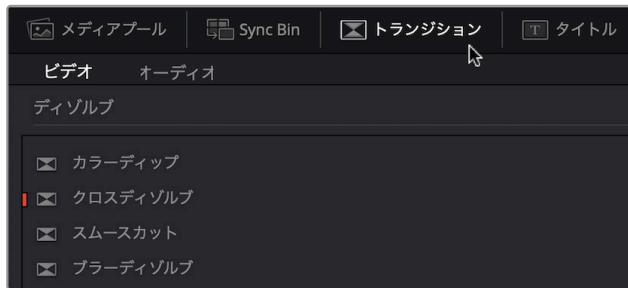 メディアプール Sync Bin トランジション T タイトル
ビデオ オーディオ
ディゾルブ
カラーディップ
クロスディゾルブ
スムースカット
ブラーディゾルブ